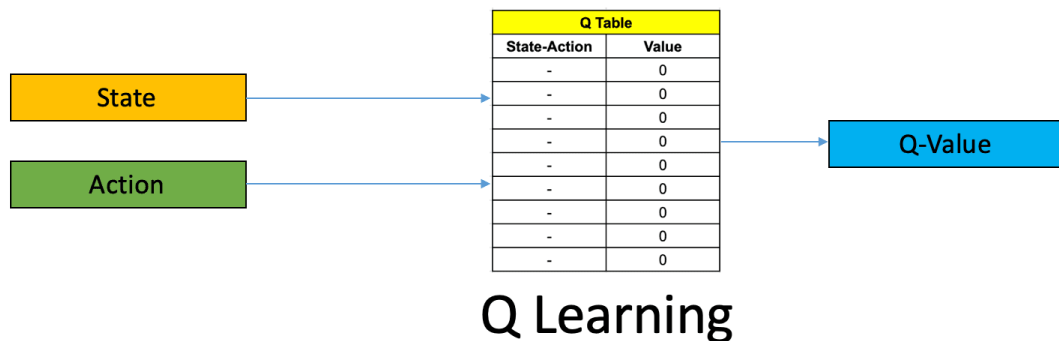 Q Table
State-Action Value
- 0
- 0
- 0
- 0
- 0
- 0
- 0
- 0
- 0
State
Action
Q-Value
Q Learning